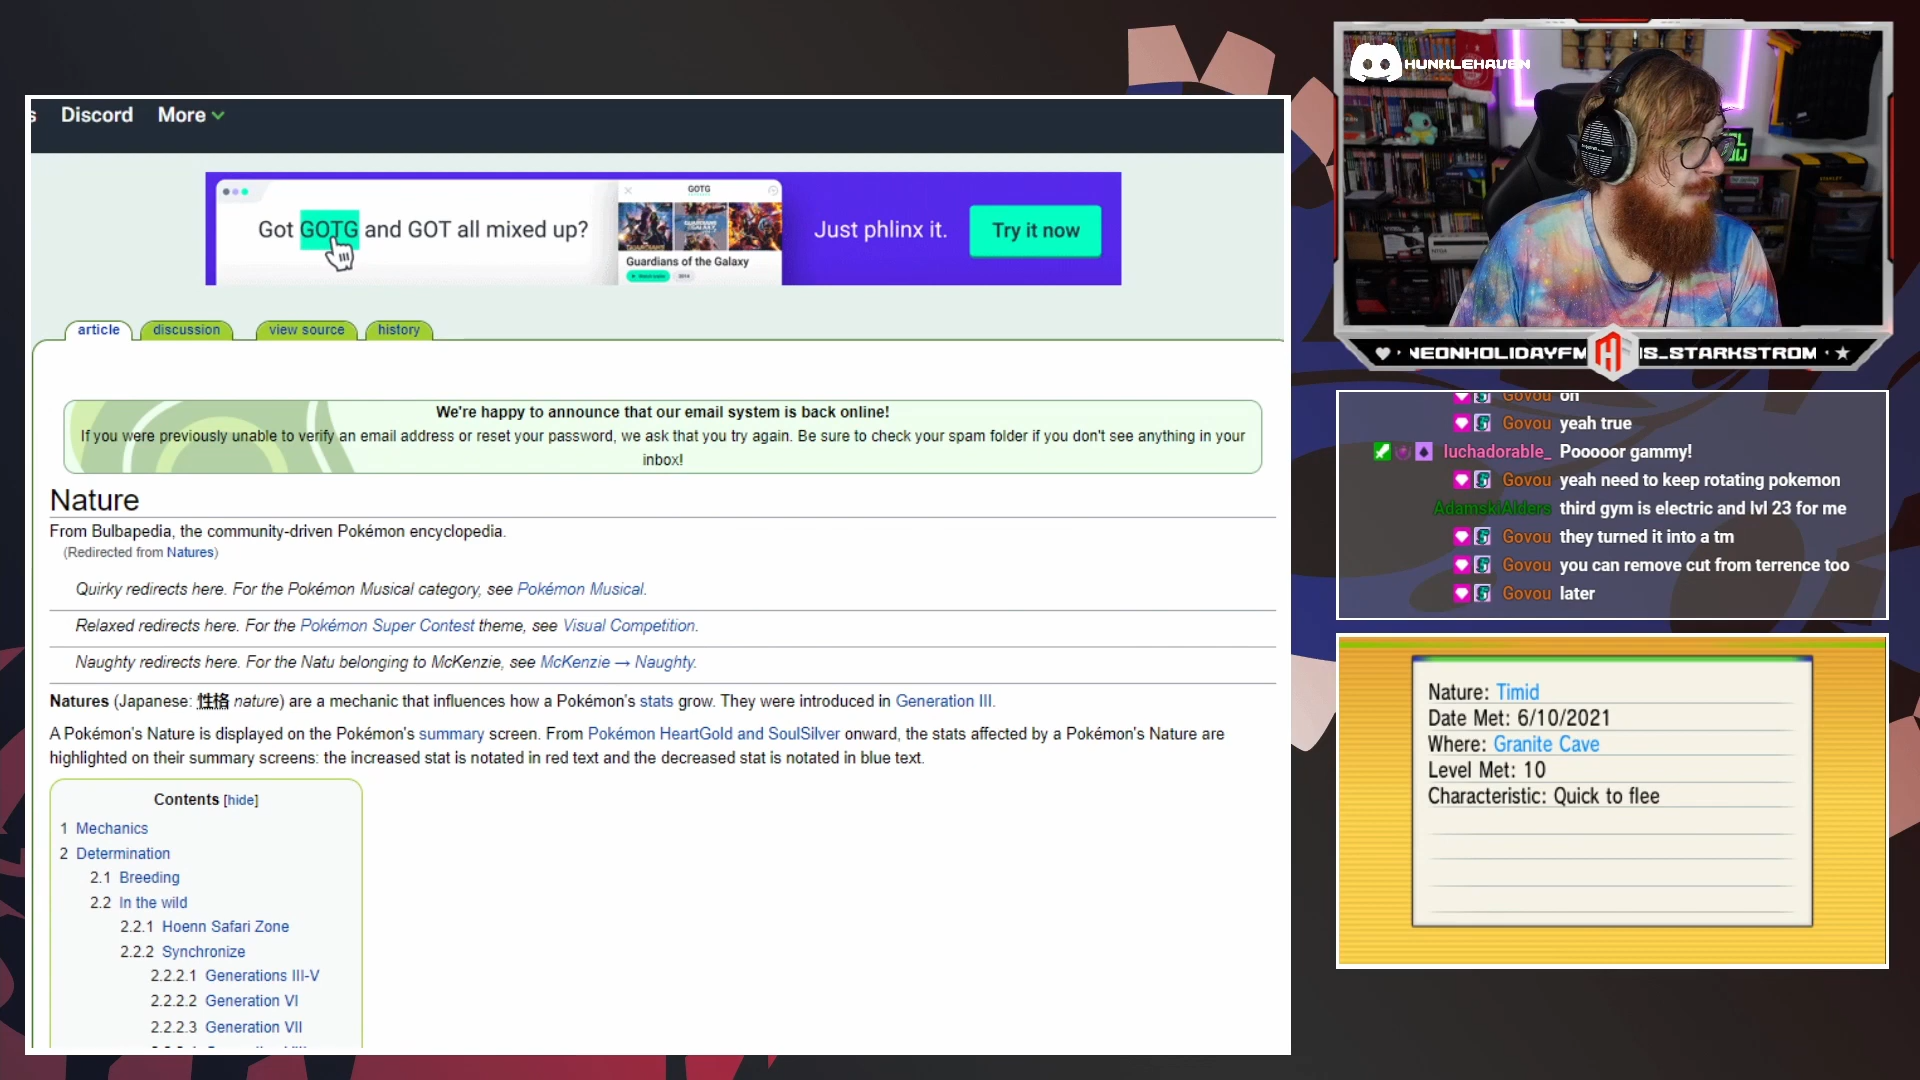 Discord More
Got GOTG and GOT all mixed up?
GOTG
Guardians of the Galaxy
Just phlinx it.
Try it now
article
discussion
view source
history
We're happy to announce that our email system is back online!
If you were previously unable to verify an email address or reset your password, we ask that you try again. Be sure to check your spam folder if you don't see anything in your
inbox!
Nature
From Bulbapedia, the community-driven Pokémon encyclopedia.
(Redirected from Natures)
Quirky redirects here. For the Pokémon Musical category, see Pokémon Musical.
Relaxed redirects here. For the Pokémon Super Contest theme, see Visual Competition.
Naughty redirects here. For the Natu belonging to McKenzie, see McKenzie → Naughty.
Natures (Japanese: 性格 nature) are a mechanic that influences how a Pokémon's stats grow. They were introduced in Generation III.
A Pokémon's Nature is displayed on the Pokémon's summary screen. From Pokémon HeartGold and SoulSilver onward, the stats affected by a Pokémon's Nature are
highlighted on their summary screens: the increased stat is notated in red text and the decreased stat is notated in blue text.
Contents [hide]
1 Mechanics
2 Determination
2.1 Breeding
2.2 In the wild
2.2.1 Hoenn Safari Zone
2.2.2 Synchronize
2.2.2.1 Generations III-V
2.2.2.2 Generation VI
2.2.2.3 Generation VII
HUNKLEHAVEN
NEONHOLIDAYFM
IS_STARKSTROM
Govou on
Govou yeah true
luchadorable_ Pooooor gammy!
Govou yeah need to keep rotating pokemon
AdamskiAlders third gym is electric and lvl 23 for me
Govou they turned it into a tm
Govou you can remove cut from terrence too
Govou later
Nature: Timid
Date Met: 6/10/2021
Where: Granite Cave
Level Met: 10
Characteristic: Quick to flee